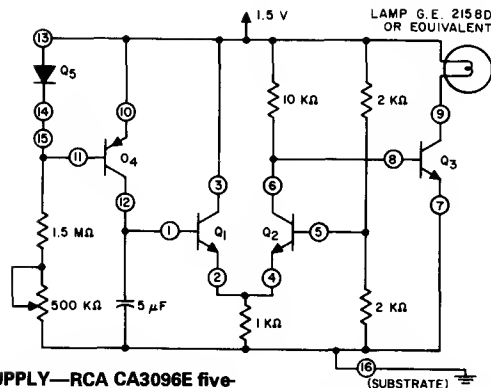 1.5 V
LAMP G.E. 2158D
OR EQUIVALENT
13
Q5
14
15
10
11
Q4
12
1.5 MΩ
500 KΩ
5 μF
3
1
Q1
2
10 KΩ
6
Q2
5
4
1 KΩ
2 KΩ
2 KΩ
9
8
Q3
7
16
(SUBSTRATE)
SUPPLY—RCA CA3096E five-